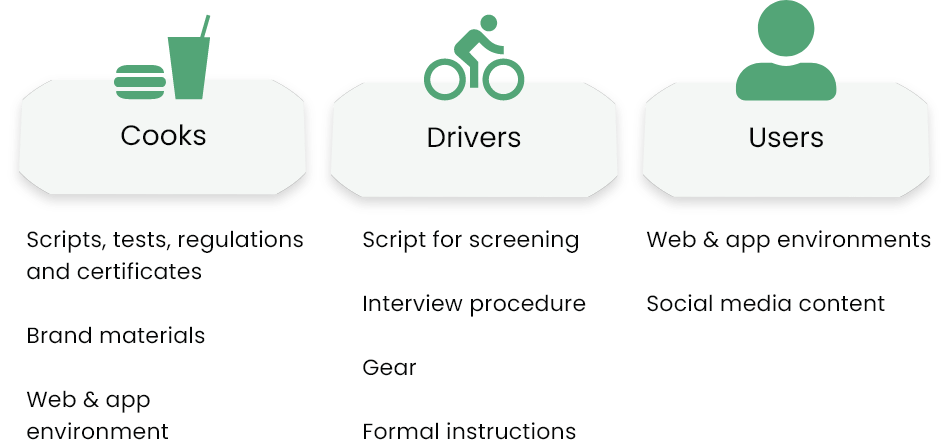 Cooks
Scripts, tests, regulations
and certificates
Brand materials
Web & app
environment
Drivers
Script for screening
Interview procedure
Gear
Formal instructions
Users
Web & app environments
Social media content